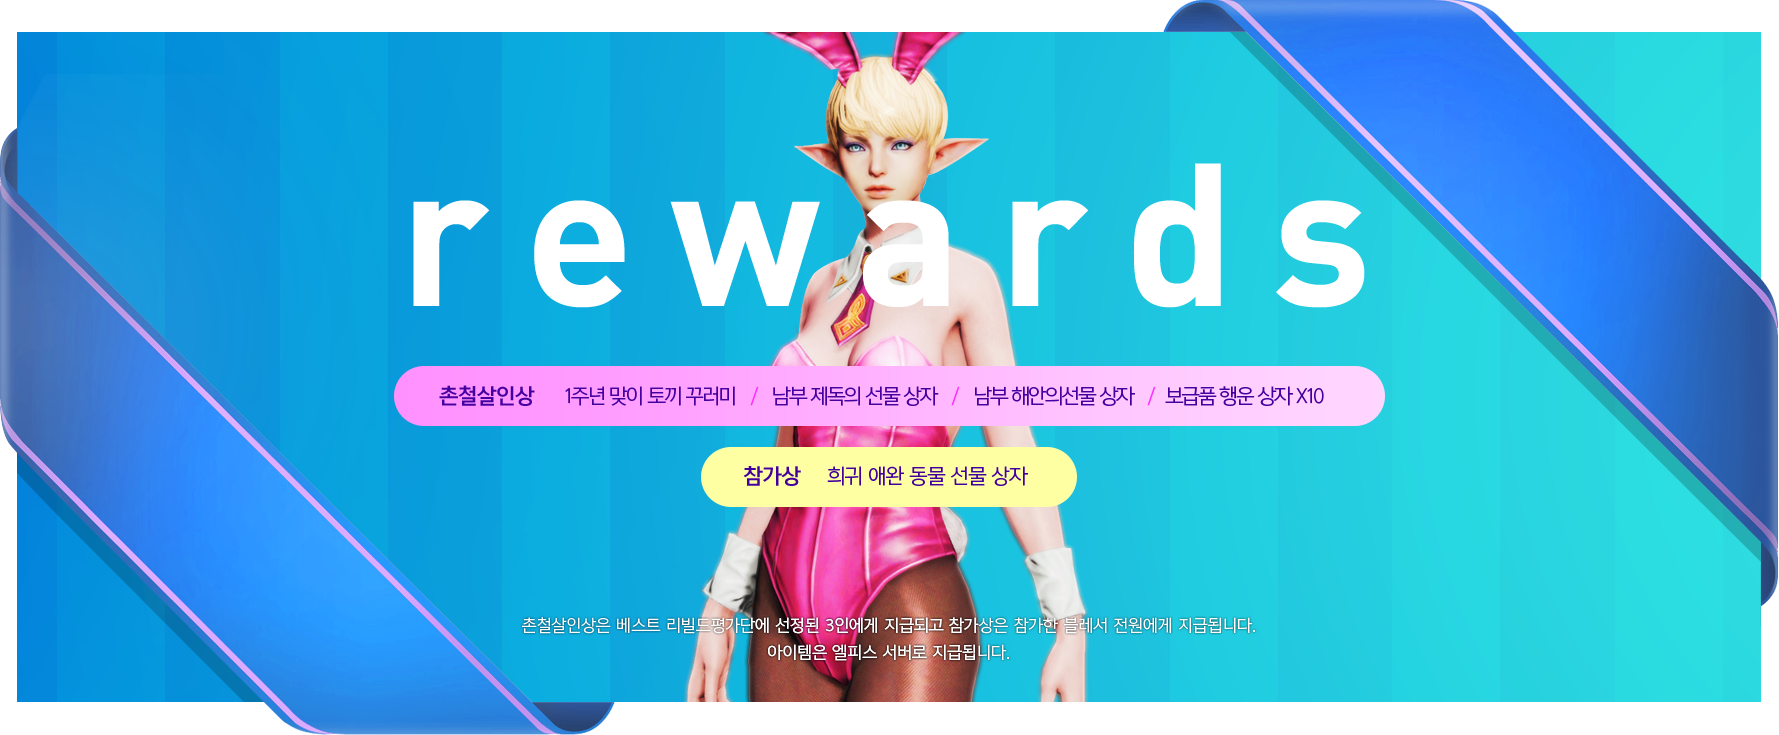 rewards
촌철살인상 1주년 맞이 토끼 꾸러미 / 남부 제독의 선물 상자 / 남부 해안의선물 상자 / 보급품 행운 상자 X10
참가상 희귀 애완 동물 선물 상자
촌철살인상은 베스트 리빌드평가단에 선정된 3인에게 지급되고 참가상은 참가한 블레서 전원에게 지급됩니다.
아이템은 엘피스 서버로 지급됩니다.